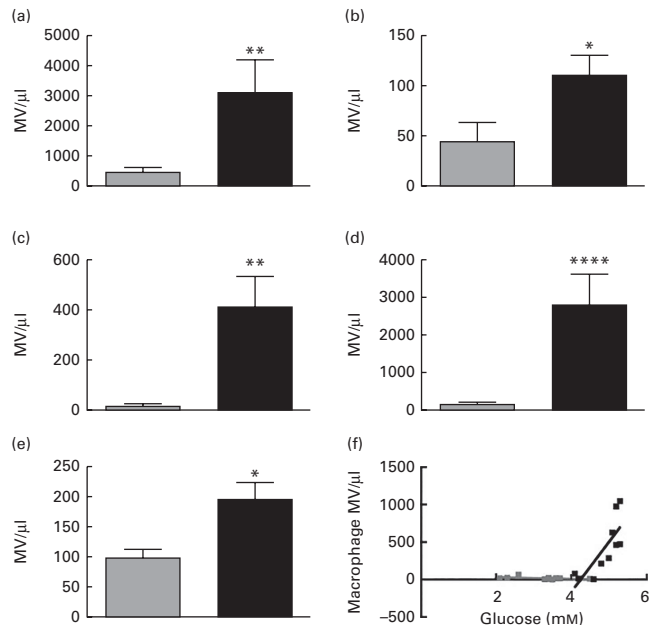 (a)
5000
4000
3000
2000
1000
0
MV/µl
**
(b)
150
100
50
0
MV/µl
*
(c)
600
400
200
0
MV/µl
**
(d)
4000
3000
2000
1000
0
MV/µl
****
(e)
250
200
150
100
50
0
MV/µl
*
(f)
1500
1000
500
0
−500
Macrophage MV/µl
2
4
6
Glucose (mM)